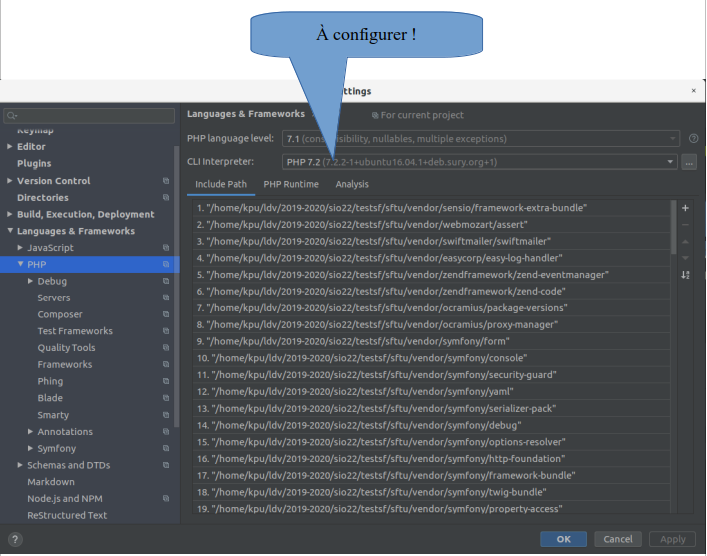 À configurer !
ttings
Languages & Frameworks
For current project
Keymap
Editor
Plugins
Version Control
Directories
Build, Execution, Deployment
Languages & Frameworks
JavaScript
PHP
Debug
Servers
Composer
Test Frameworks
Quality Tools
Frameworks
Phing
Blade
Smarty
Annotations
Symfony
Schemas and DTDs
Markdown
Node.js and NPM
ReStructured Text
PHP language level:
7.1 (cons visibility, nullables, multiple exceptions)
CLI Interpreter:
PHP 7.2 (7.2.2-1+ubuntu16.04.1+deb.sury.org+1)
...
Include Path
PHP Runtime
Analysis
1. "/home/kpu/ldv/2019-2020/sio22/testsf/sftu/vendor/sensio/framework-extra-bundle"
2. "/home/kpu/ldv/2019-2020/sio22/testsf/sftu/vendor/webmozart/assert"
3. "/home/kpu/ldv/2019-2020/sio22/testsf/sftu/vendor/swiftmailer/swiftmailer"
4. "/home/kpu/ldv/2019-2020/sio22/testsf/sftu/vendor/easycorp/easy-log-handler"
5. "/home/kpu/ldv/2019-2020/sio22/testsf/sftu/vendor/zendframework/zend-eventmanager"
6. "/home/kpu/ldv/2019-2020/sio22/testsf/sftu/vendor/zendframework/zend-code"
7. "/home/kpu/ldv/2019-2020/sio22/testsf/sftu/vendor/ocramius/package-versions"
8. "/home/kpu/ldv/2019-2020/sio22/testsf/sftu/vendor/ocramius/proxy-manager"
9. "/home/kpu/ldv/2019-2020/sio22/testsf/sftu/vendor/symfony/form"
10. "/home/kpu/ldv/2019-2020/sio22/testsf/sftu/vendor/symfony/console"
11. "/home/kpu/ldv/2019-2020/sio22/testsf/sftu/vendor/symfony/security-guard"
12. "/home/kpu/ldv/2019-2020/sio22/testsf/sftu/vendor/symfony/yaml"
13. "/home/kpu/ldv/2019-2020/sio22/testsf/sftu/vendor/symfony/serializer-pack"
14. "/home/kpu/ldv/2019-2020/sio22/testsf/sftu/vendor/symfony/debug"
15. "/home/kpu/ldv/2019-2020/sio22/testsf/sftu/vendor/symfony/options-resolver"
16. "/home/kpu/ldv/2019-2020/sio22/testsf/sftu/vendor/symfony/http-foundation"
17. "/home/kpu/ldv/2019-2020/sio22/testsf/sftu/vendor/symfony/framework-bundle"
18. "/home/kpu/ldv/2019-2020/sio22/testsf/sftu/vendor/symfony/twig-bundle"
19. "/home/kpu/ldv/2019-2020/sio22/testsf/sftu/vendor/symfony/property-access"
?
OK
Cancel
Apply